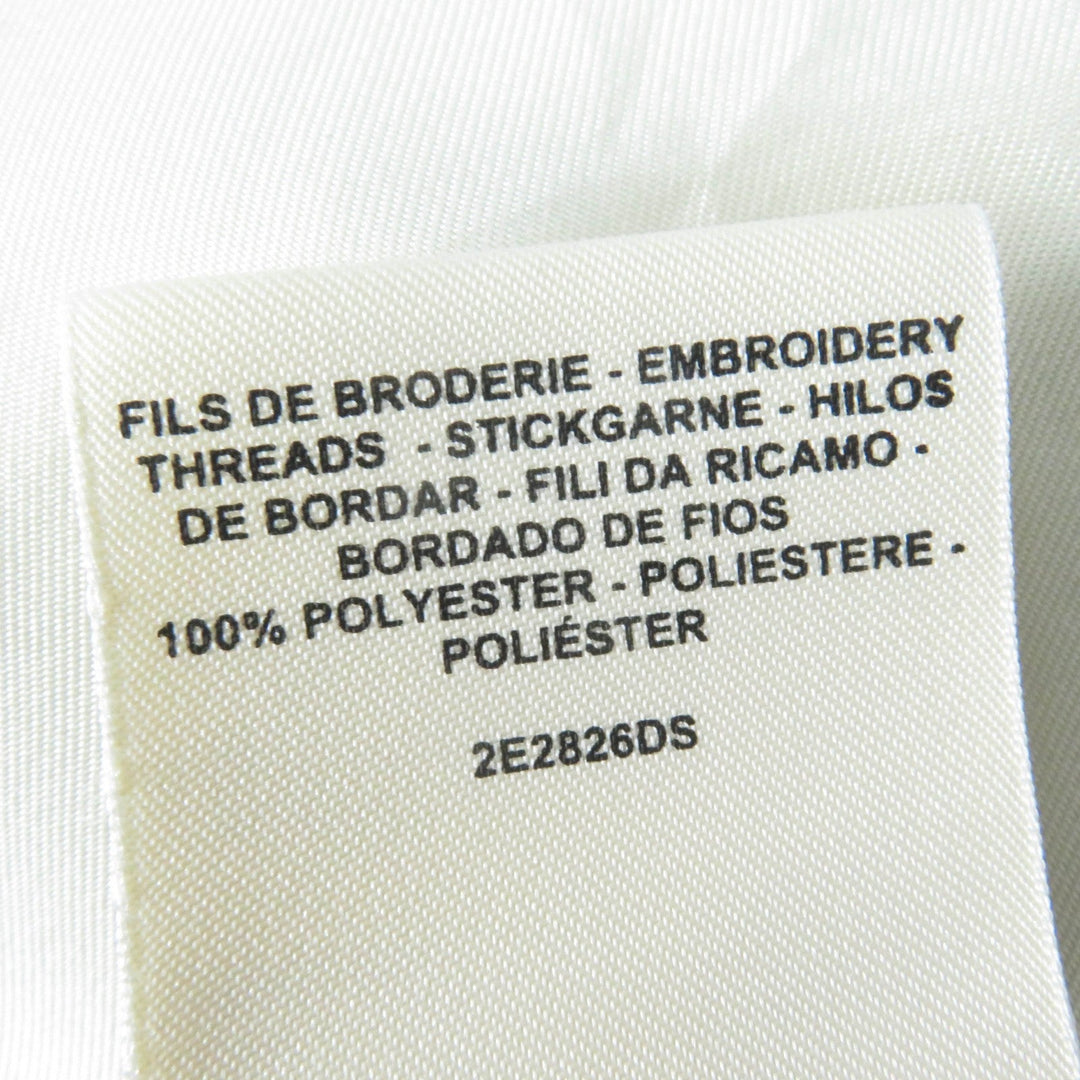 FILS DE BRODERIE - EMBROIDERY
THREADS - STICKGARNE - HILOS
DE BORDAR - FILI DA RICAMO -
BORDADO DE FIOS
100% POLYESTER - POLIESTERE -
POLIÉSTER
2E2826DS